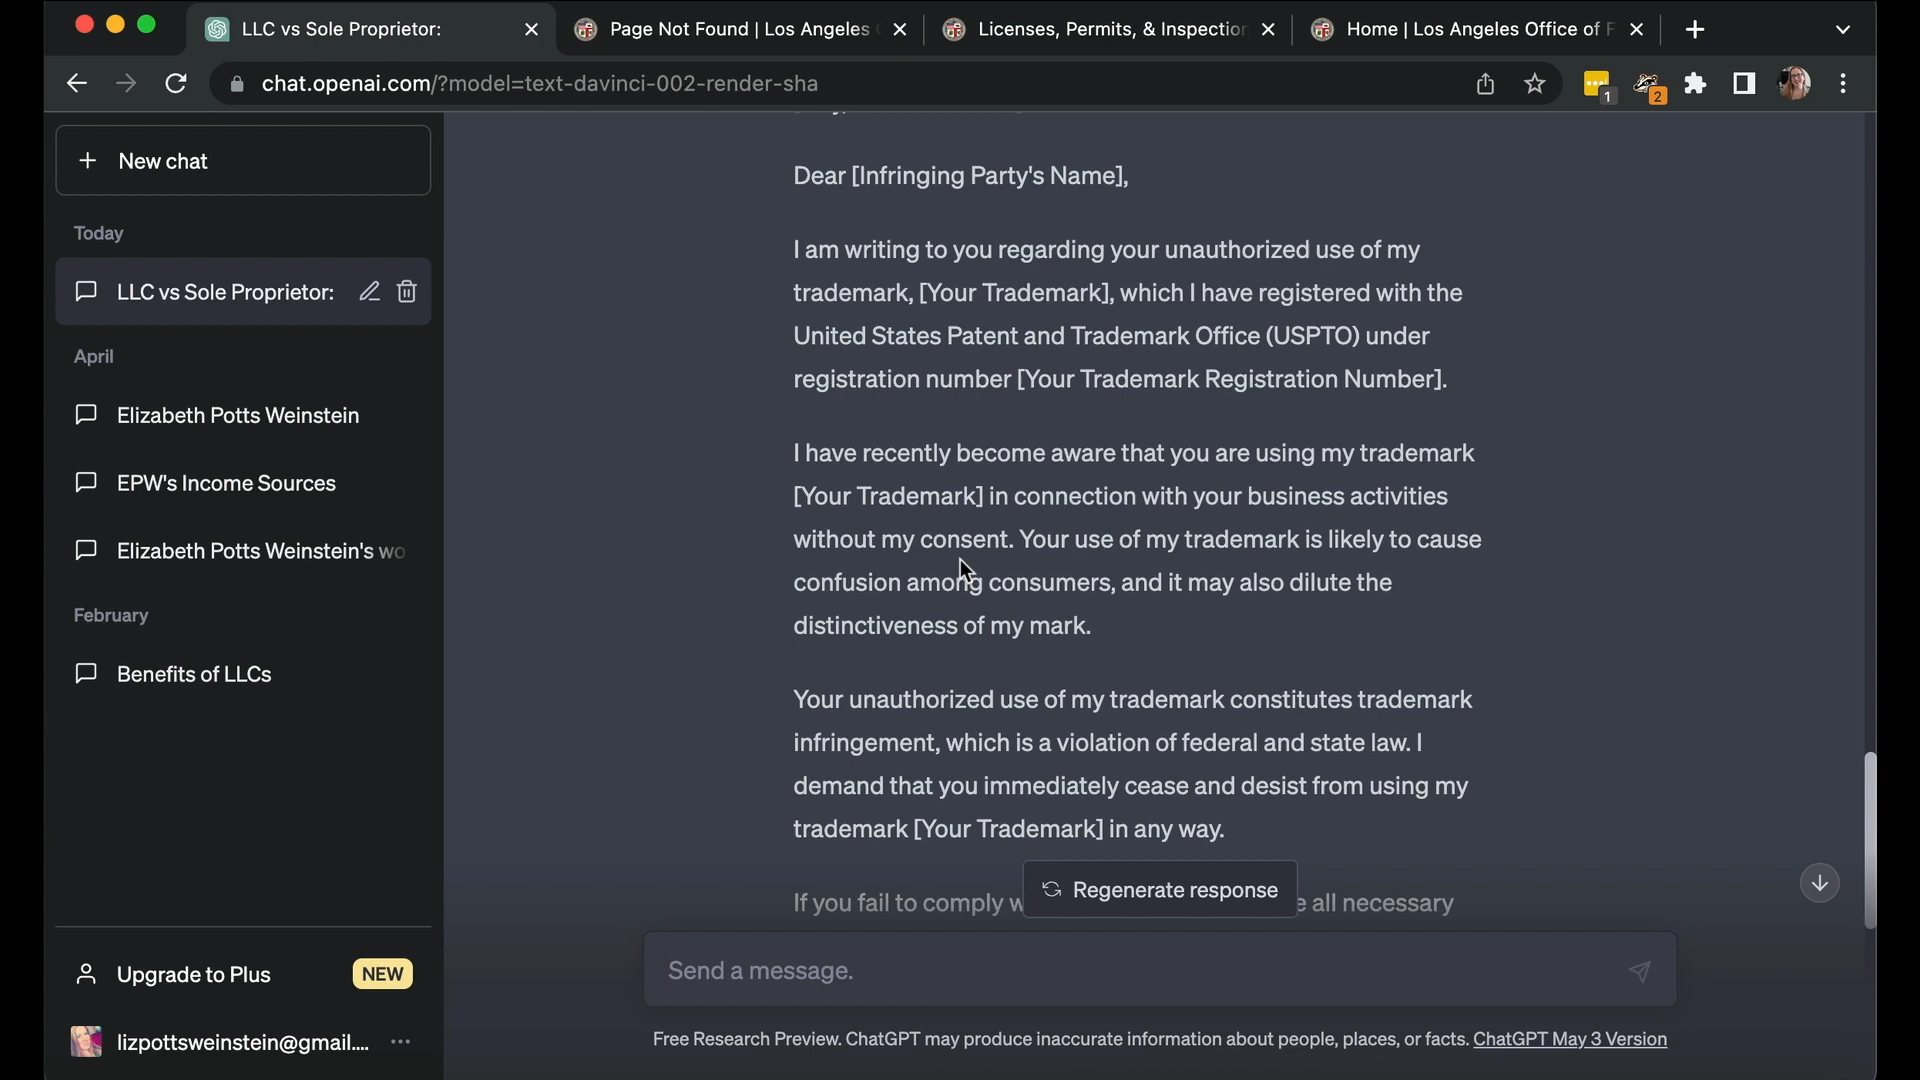 LLC vs Sole Proprietor:
Page Not Found | Los Angeles
Licenses, Permits, & Inspection
Home | Los Angeles Office of F
chat.openai.com/?model=text-davinci-002-render-sha
1
2
New chat
Today
LLC vs Sole Proprietor:
April
Elizabeth Potts Weinstein
EPW's Income Sources
Elizabeth Potts Weinstein's wo
February
Benefits of LLCs
Upgrade to Plus
NEW
lizpottsweinstein@gmail....
Dear [Infringing Party's Name],
I am writing to you regarding your unauthorized use of my
trademark, [Your Trademark], which I have registered with the
United States Patent and Trademark Office (USPTO) under
registration number [Your Trademark Registration Number].
I have recently become aware that you are using my trademark
[Your Trademark] in connection with your business activities
without my consent. Your use of my trademark is likely to cause
confusion among consumers, and it may also dilute the
distinctiveness of my mark.
Your unauthorized use of my trademark constitutes trademark
infringement, which is a violation of federal and state law. I
demand that you immediately cease and desist from using my
trademark [Your Trademark] in any way.
If you fail to comply all necessary
Regenerate response
Send a message.
Free Research Preview. ChatGPT may produce inaccurate information about people, places, or facts. ChatGPT May 3 Version